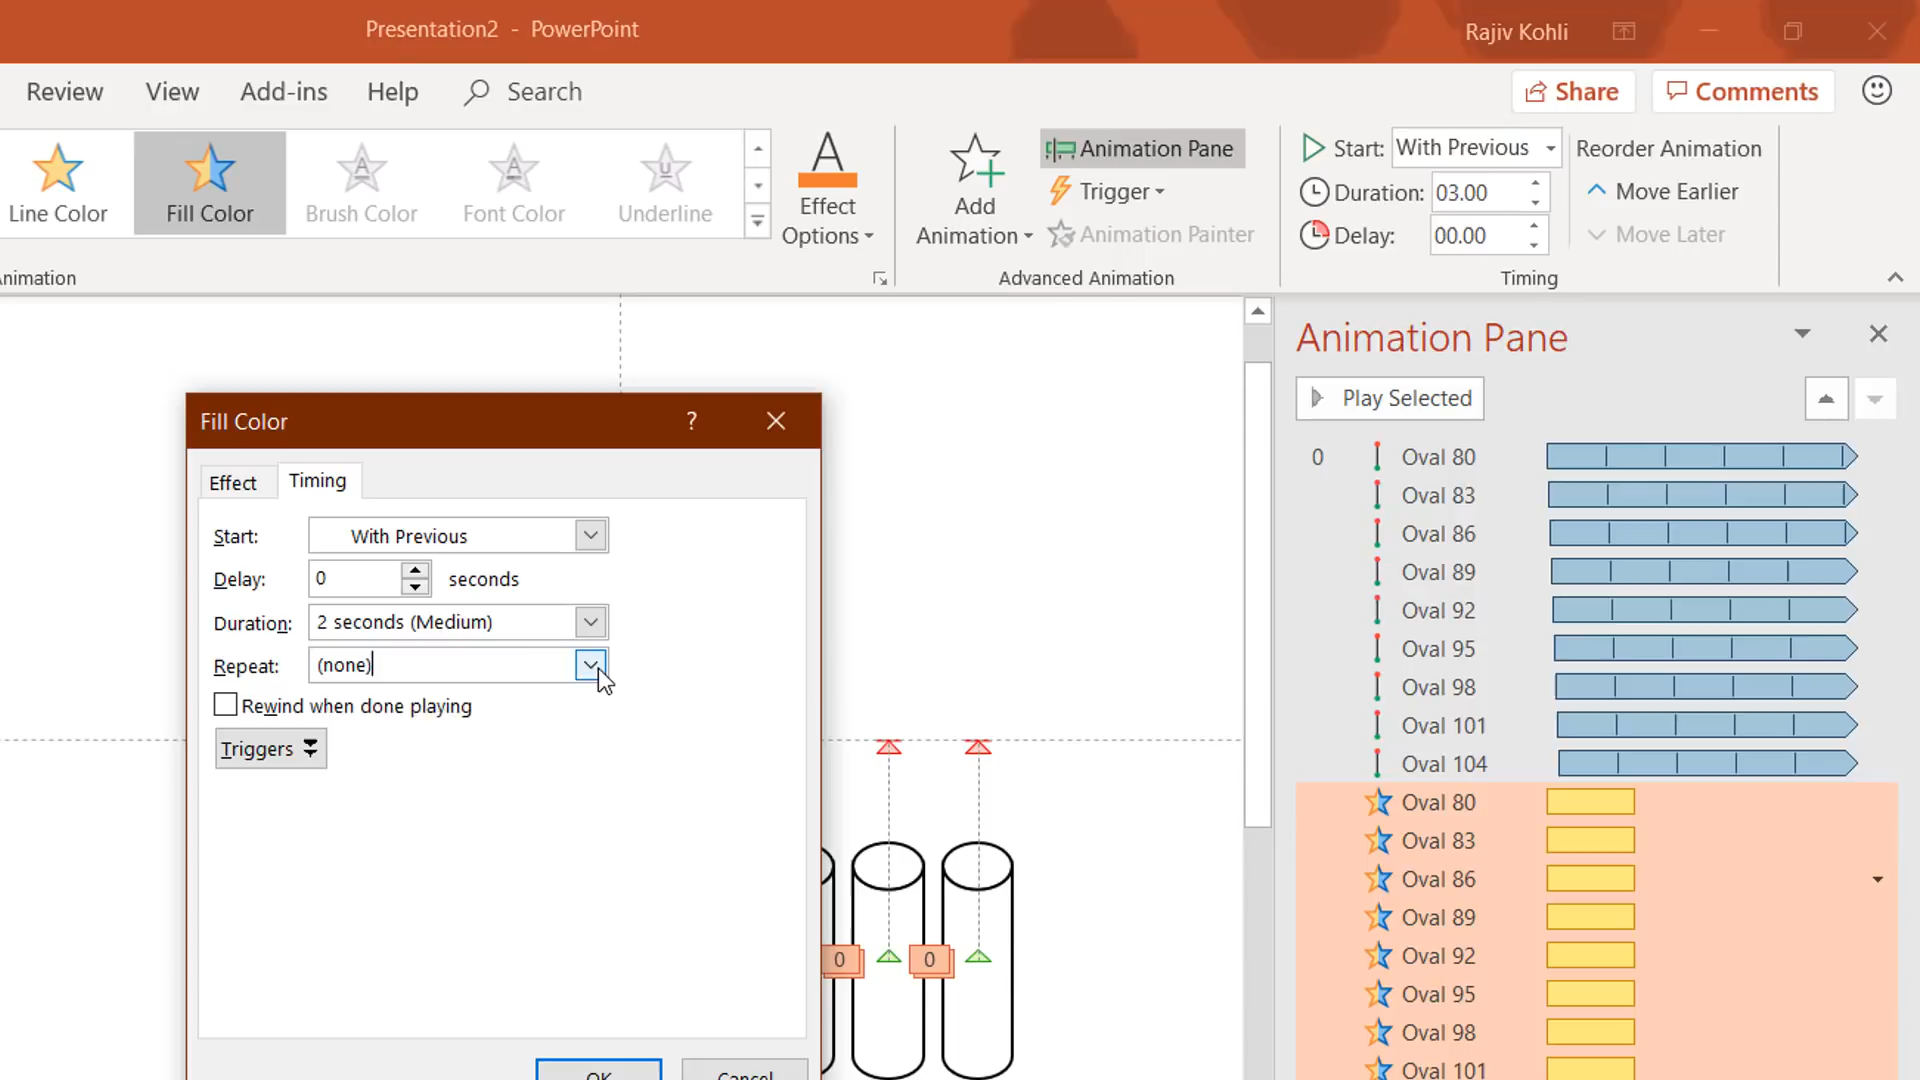 Presentation2 - PowerPoint
Rajiv Kohli
Review View Add-ins Help Search
Share Comments
Line Color
Fill Color
Brush Color
Font Color
Underline
Effect
Options
nimation
Add
Animation
Animation Pane
Trigger
Animation Painter
Advanced Animation
Start: With Previous
Duration: 03.00
Delay: 00.00
Reorder Animation
Move Earlier
Move Later
Timing
Fill Color ?
Effect Timing
Start: With Previous
Delay: 0 seconds
Duration: 2 seconds (Medium)
Repeat: (none)
Rewind when done playing
Triggers
OK Cancel
0 0
Animation Pane
Play Selected
0 Oval 80
Oval 83
Oval 86
Oval 89
Oval 92
Oval 95
Oval 98
Oval 101
Oval 104
Oval 80
Oval 83
Oval 86
Oval 89
Oval 92
Oval 95
Oval 98
Oval 101